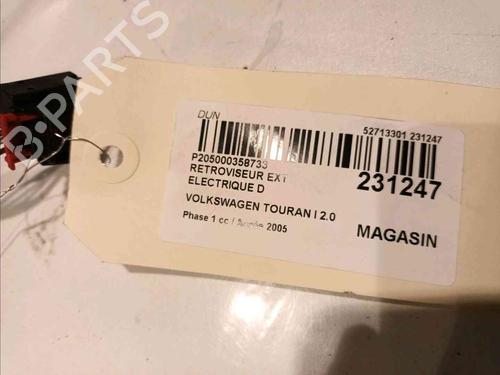 DUN
52713301 231247
P205000358733
RETROVISEUR EXT
ELECTRIQUE D
231247
VOLKSWAGEN TOURAN I 2.0
Phase 1 cc / Année 2005
MAGASIN
B-PARTS